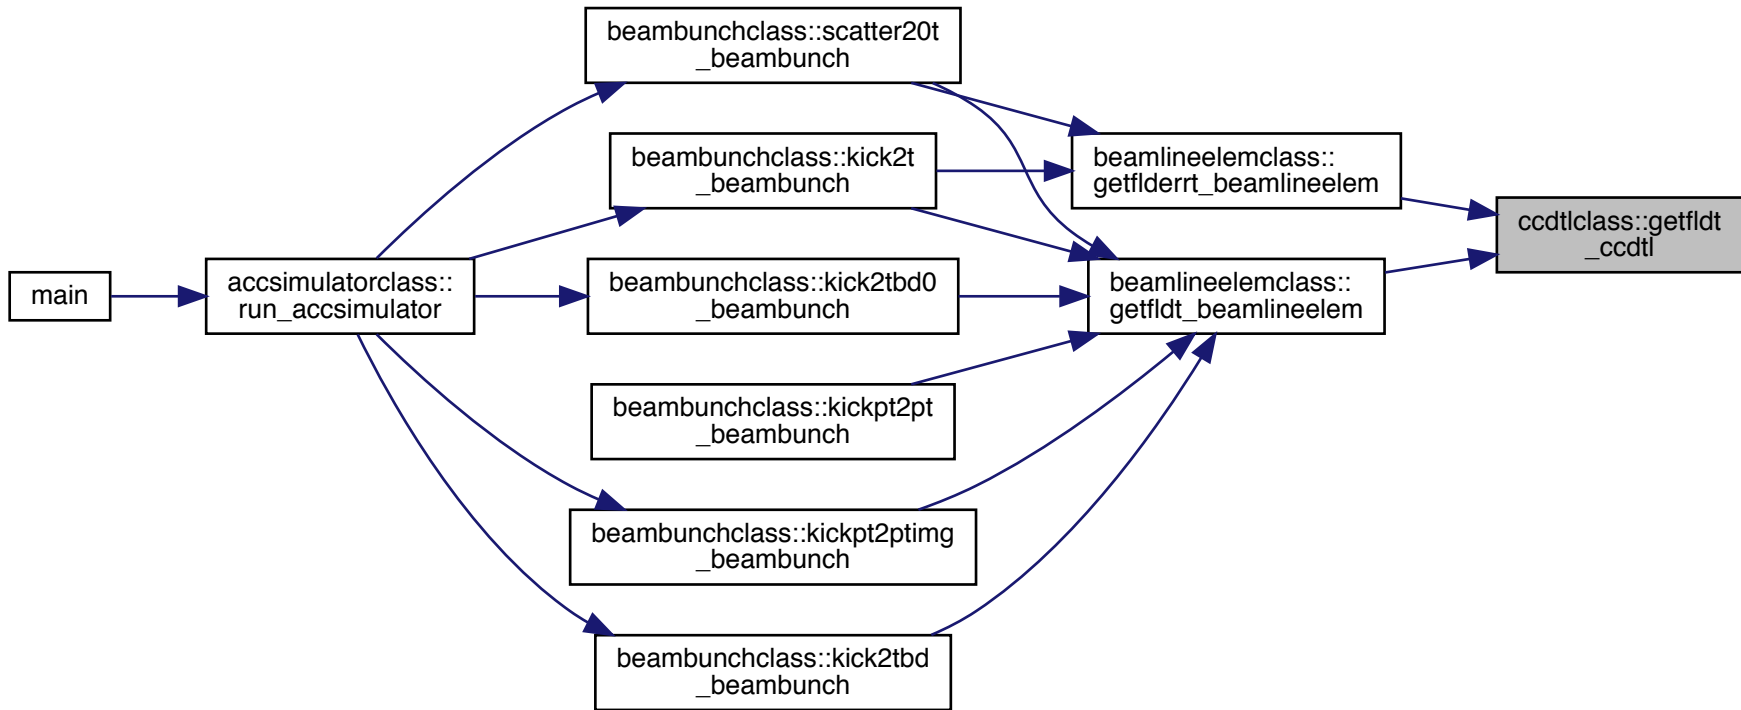 beambunchclass::scatter20t
_beambunch
beambunchclass::kick2t
_beambunch
beamlineelemclass::
getflderrt_beamlineelem
ccdtlclass::getfldt
_ccdtl
main
accsimulatorclass::
run_accsimulator
beambunchclass::kick2tbd0
_beambunch
beamlineelemclass::
getfldt_beamlineelem
beambunchclass::kickpt2pt
_beambunch
beambunchclass::kickpt2ptimg
_beambunch
beambunchclass::kick2tbd
_beambunch